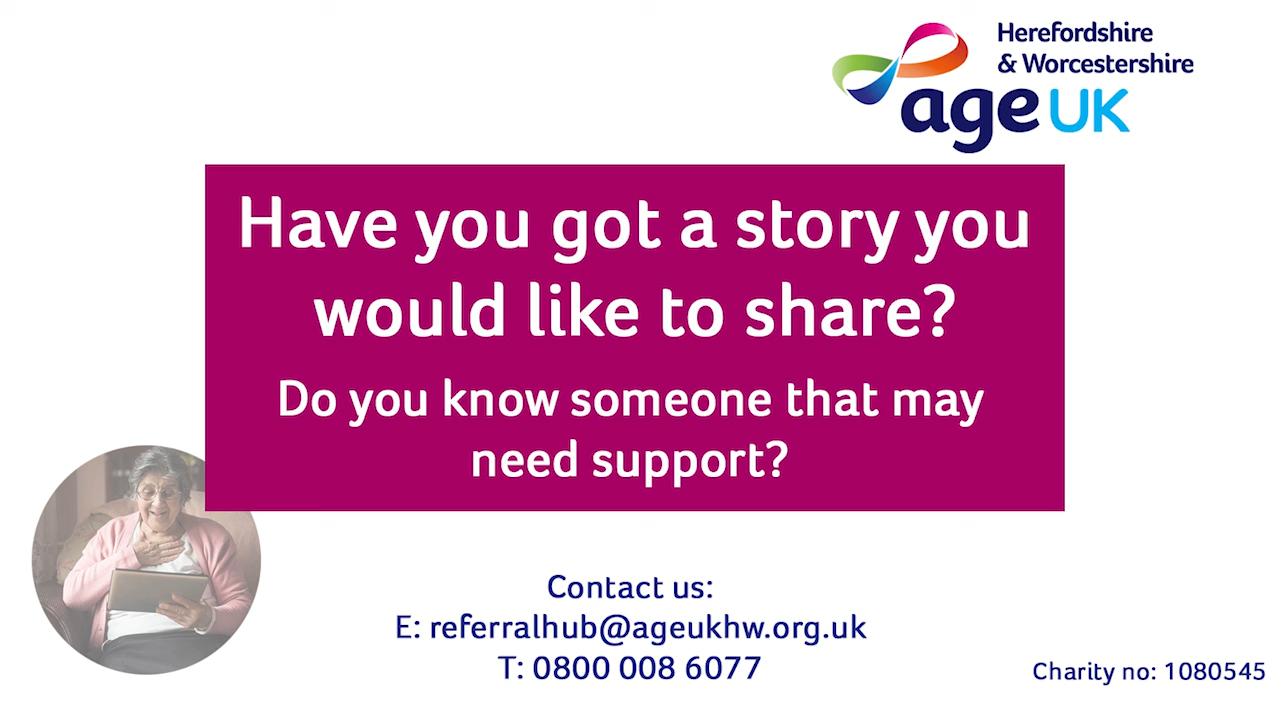 Herefordshire
& Worcestershire
age UK
Have you got a story you
would like to share?
Do you know someone that may
need support?
Contact us:
E: referralhub@ageukhw.org.uk
T: 0800 008 6077
Charity no: 1080545